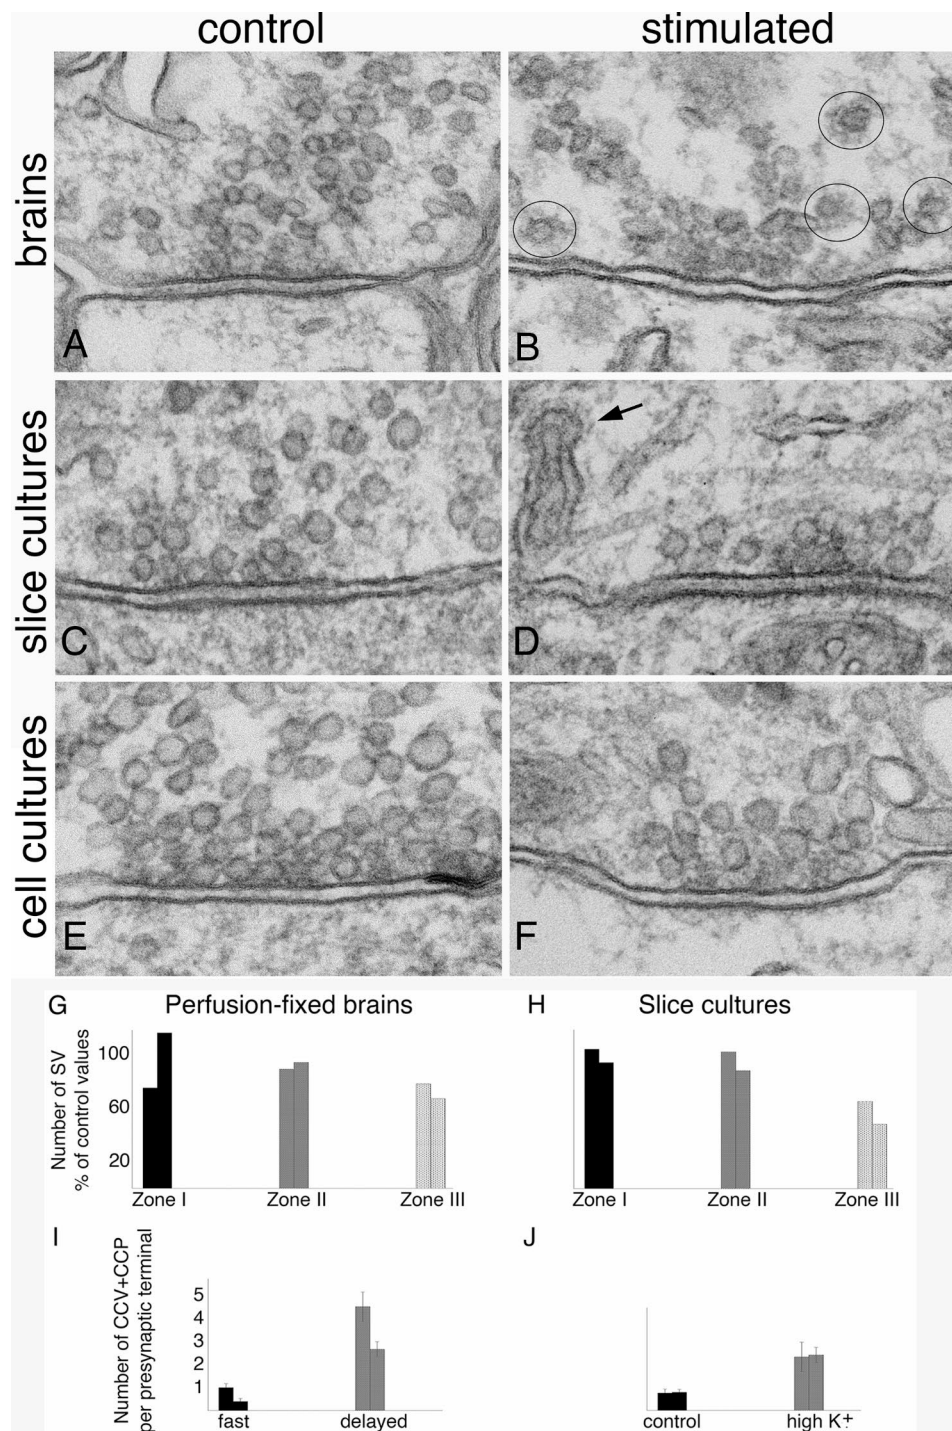 control
stimulated
brains
A
B
slice cultures
C
D
cell cultures
E
F
G
Perfusion-fixed brains
H
Slice cultures
Number of SV
% of control values
100
60
20
Zone I
Zone II
Zone III
Zone I
Zone II
Zone III
I
J
Number of CCV+CCP
per presynaptic terminal
5
4
3
2
1
fast
delayed
control
high K+